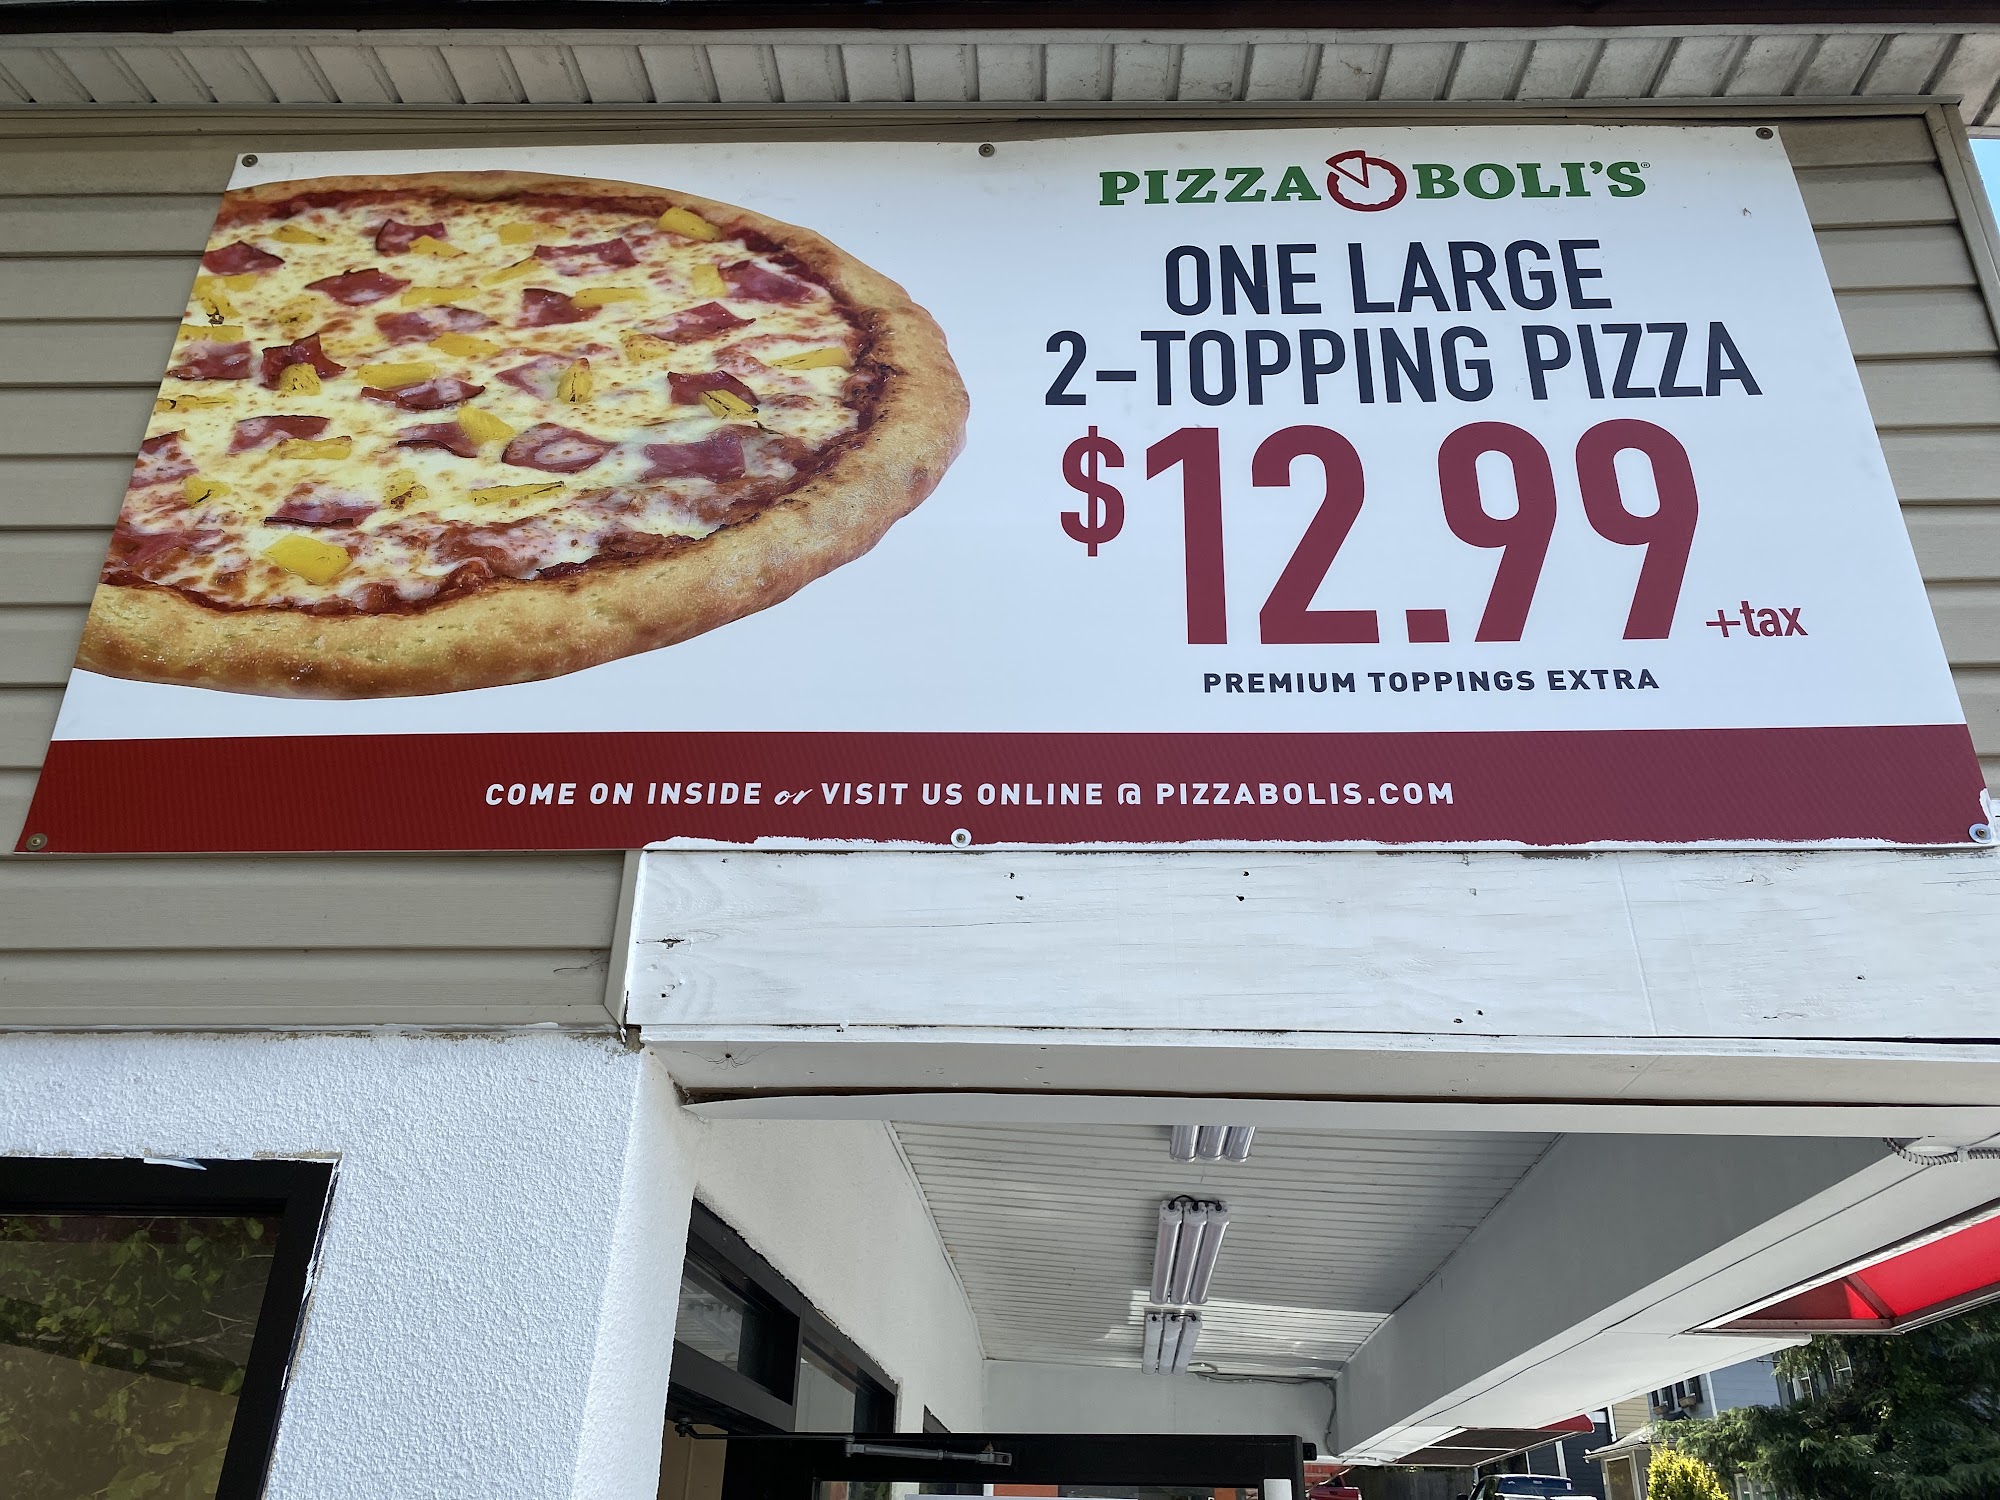 PIZZA BOLI'S®
ONE LARGE
2-TOPPING PIZZA
$12.99 +tax
PREMIUM TOPPINGS EXTRA
COME ON INSIDE or VISIT US ONLINE @ PIZZABOLIS.COM